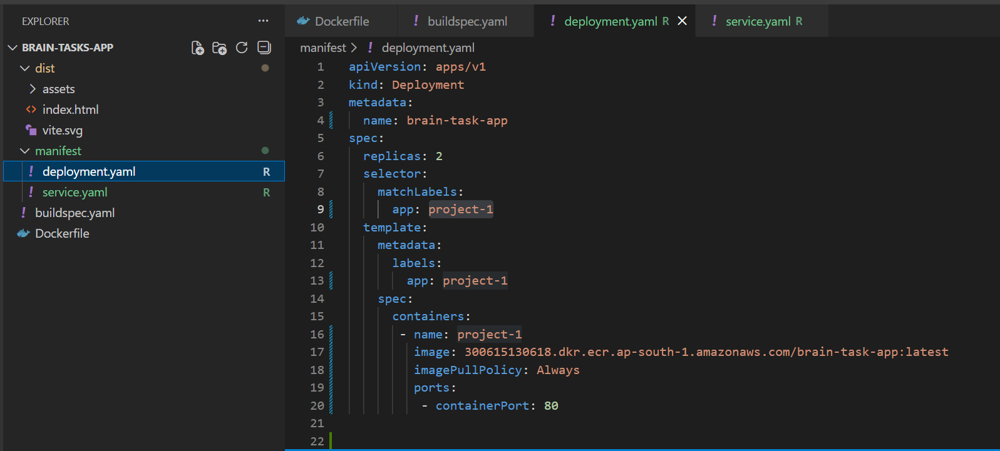 EXPLORER
BRAIN-TASKS-APP
dist
assets
index.html
vite.svg
manifest
deployment.yaml R
service.yaml R
buildspec.yaml
Dockerfile
Dockerfile ! buildspec.yaml ! deployment.yaml R ! service.yaml R
manifest > ! deployment.yaml
1 apiVersion: apps/v1
2 kind: Deployment
3 metadata:
4   name: brain-task-app
5 spec:
6   replicas: 2
7   selector:
8     matchLabels:
9       app: project-1
10   template:
11     metadata:
12       labels:
13         app: project-1
14     spec:
15       containers:
16        - name: project-1
17          image: 300615130618.dkr.ecr.ap-south-1.amazonaws.com/brain-task-app:latest
18          imagePullPolicy: Always
19          ports:
20           - containerPort: 80
21
22